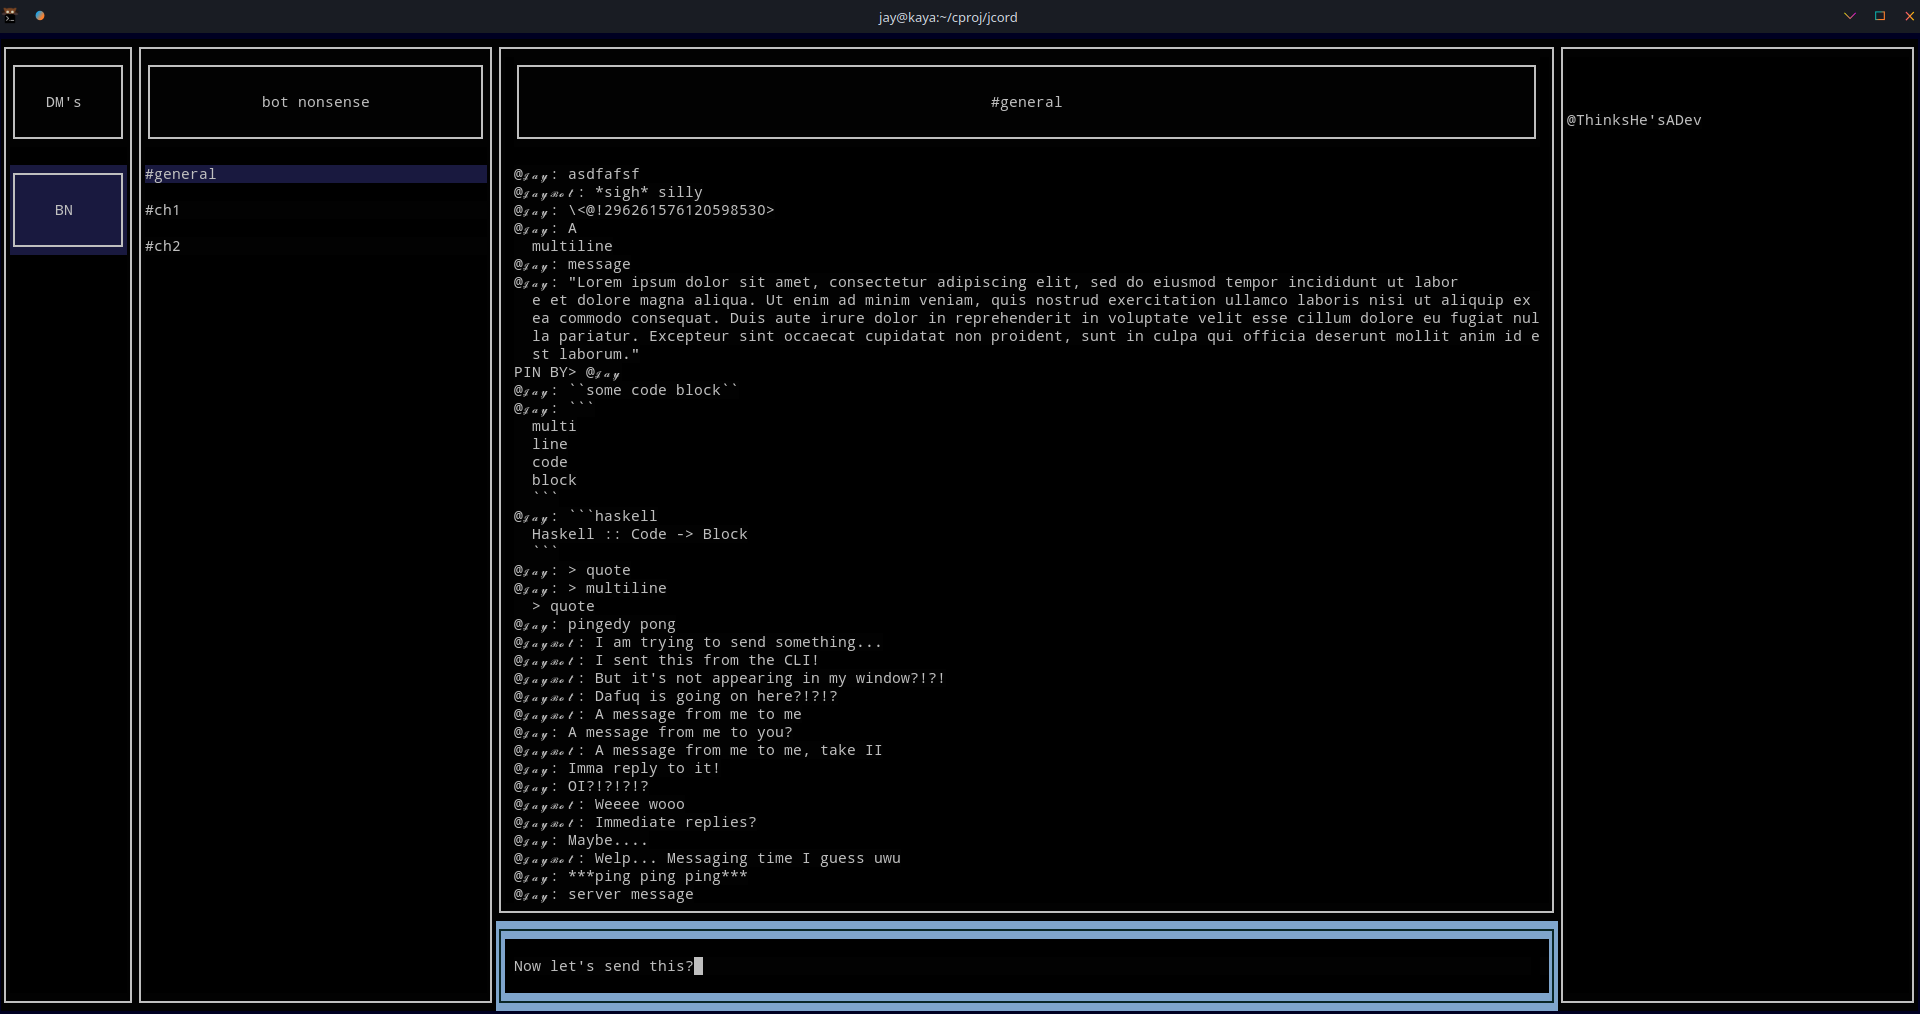 jay@kaya:~/cproj/jcord
DM's
BN
bot nonsense
#general
#ch1
#ch2
#general
@𝒥𝒶𝓎: asdfafsf
@𝒥𝒶𝓎ℬℴ𝓉: *sigh* silly
@𝒥𝒶𝓎: \<@!296261576120598530>
@𝒥𝒶𝓎: A
multiline
@𝒥𝒶𝓎: message
@𝒥𝒶𝓎: "Lorem ipsum dolor sit amet, consectetur adipiscing elit, sed do eiusmod tempor incididunt ut labor
e et dolore magna aliqua. Ut enim ad minim veniam, quis nostrud exercitation ullamco laboris nisi ut aliquip ex
ea commodo consequat. Duis aute irure dolor in reprehenderit in voluptate velit esse cillum dolore eu fugiat nul
la pariatur. Excepteur sint occaecat cupidatat non proident, sunt in culpa qui officia deserunt mollit anim id e
st laborum."
PIN BY> @𝒥𝒶𝓎
@𝒥𝒶𝓎: ``some code block``
@𝒥𝒶𝓎: ```
multi
line
code
block
```
@𝒥𝒶𝓎: ```haskell
Haskell :: Code -> Block
```
@𝒥𝒶𝓎: > quote
@𝒥𝒶𝓎: > multiline
> quote
@𝒥𝒶𝓎: pingedy pong
@𝒥𝒶𝓎ℬℴ𝓉: I am trying to send something...
@𝒥𝒶𝓎ℬℴ𝓉: I sent this from the CLI!
@𝒥𝒶𝓎ℬℴ𝓉: But it's not appearing in my window?!?!
@𝒥𝒶𝓎ℬℴ𝓉: Dafuq is going on here?!?!?
@𝒥𝒶𝓎ℬℴ𝓉: A message from me to me
@𝒥𝒶𝓎: A message from me to you?
@𝒥𝒶𝓎ℬℴ𝓉: A message from me to me, take II
@𝒥𝒶𝓎: Imma reply to it!
@𝒥𝒶𝓎: OI?!?!?!?
@𝒥𝒶𝓎ℬℴ𝓉: Weeee wooo
@𝒥𝒶𝓎ℬℴ𝓉: Immediate replies?
@𝒥𝒶𝓎: Maybe....
@𝒥𝒶𝓎ℬℴ𝓉: Welp... Messaging time I guess uwu
@𝒥𝒶𝓎: ***ping ping ping***
@𝒥𝒶𝓎: server message
Now let's send this?
@ThinksHe'sADev